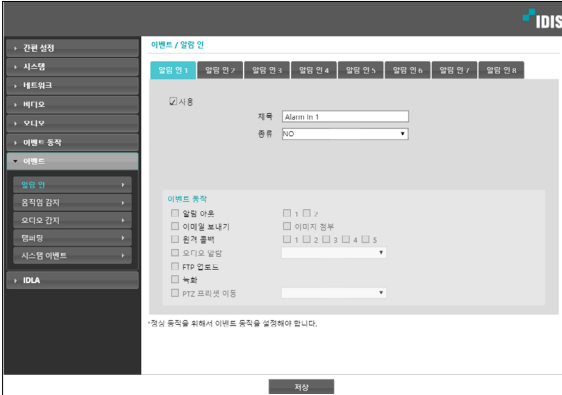 IDIS
간편 설정
시스템
네트워크
비디오
오디오
이벤트 동작
이벤트
알람 인
움직임 감지
오디오 감지
탬퍼링
시스템 이벤트
IDLA
이벤트 / 알람 인
알람 인 1 알람 인 2 알람 인 3 알람 인 4 알람 인 5 알람 인 6 알람 인 7 알람 인 8
사용
제목 Alarm In 1
종류 NO
이벤트 동작
알람 아웃 1 2
이메일 보내기 이미지 첨부
원격 콜백 1 2 3 4 5
오디오 알람
FTP 업로드
녹화
PTZ 프리셋 이동
*정상 동작을 위해서 이벤트 동작을 설정해야 합니다.
저장